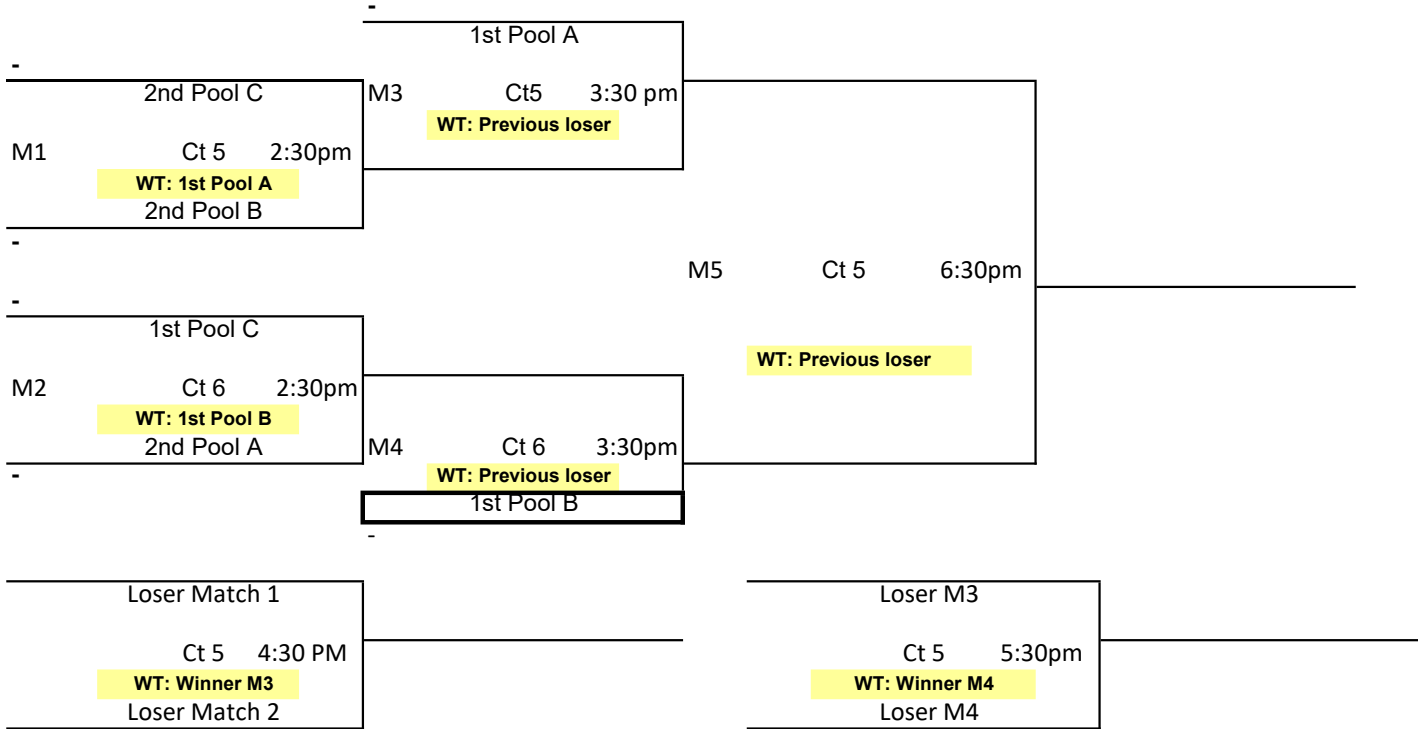 -
1st Pool A
-
2nd Pool C
M3 Ct5 3:30 pm
WT: Previous loser
M1 Ct 5 2:30pm
WT: 1st Pool A
2nd Pool B
-
M5 Ct 5 6:30pm
-
1st Pool C
WT: Previous loser
M2 Ct 6 2:30pm
WT: 1st Pool B
2nd Pool A
M4 Ct 6 3:30pm
-
WT: Previous loser
1st Pool B
-
Loser Match 1
Ct 5 4:30 PM
WT: Winner M3
Loser Match 2
Loser M3
Ct 5 5:30pm
WT: Winner M4
Loser M4